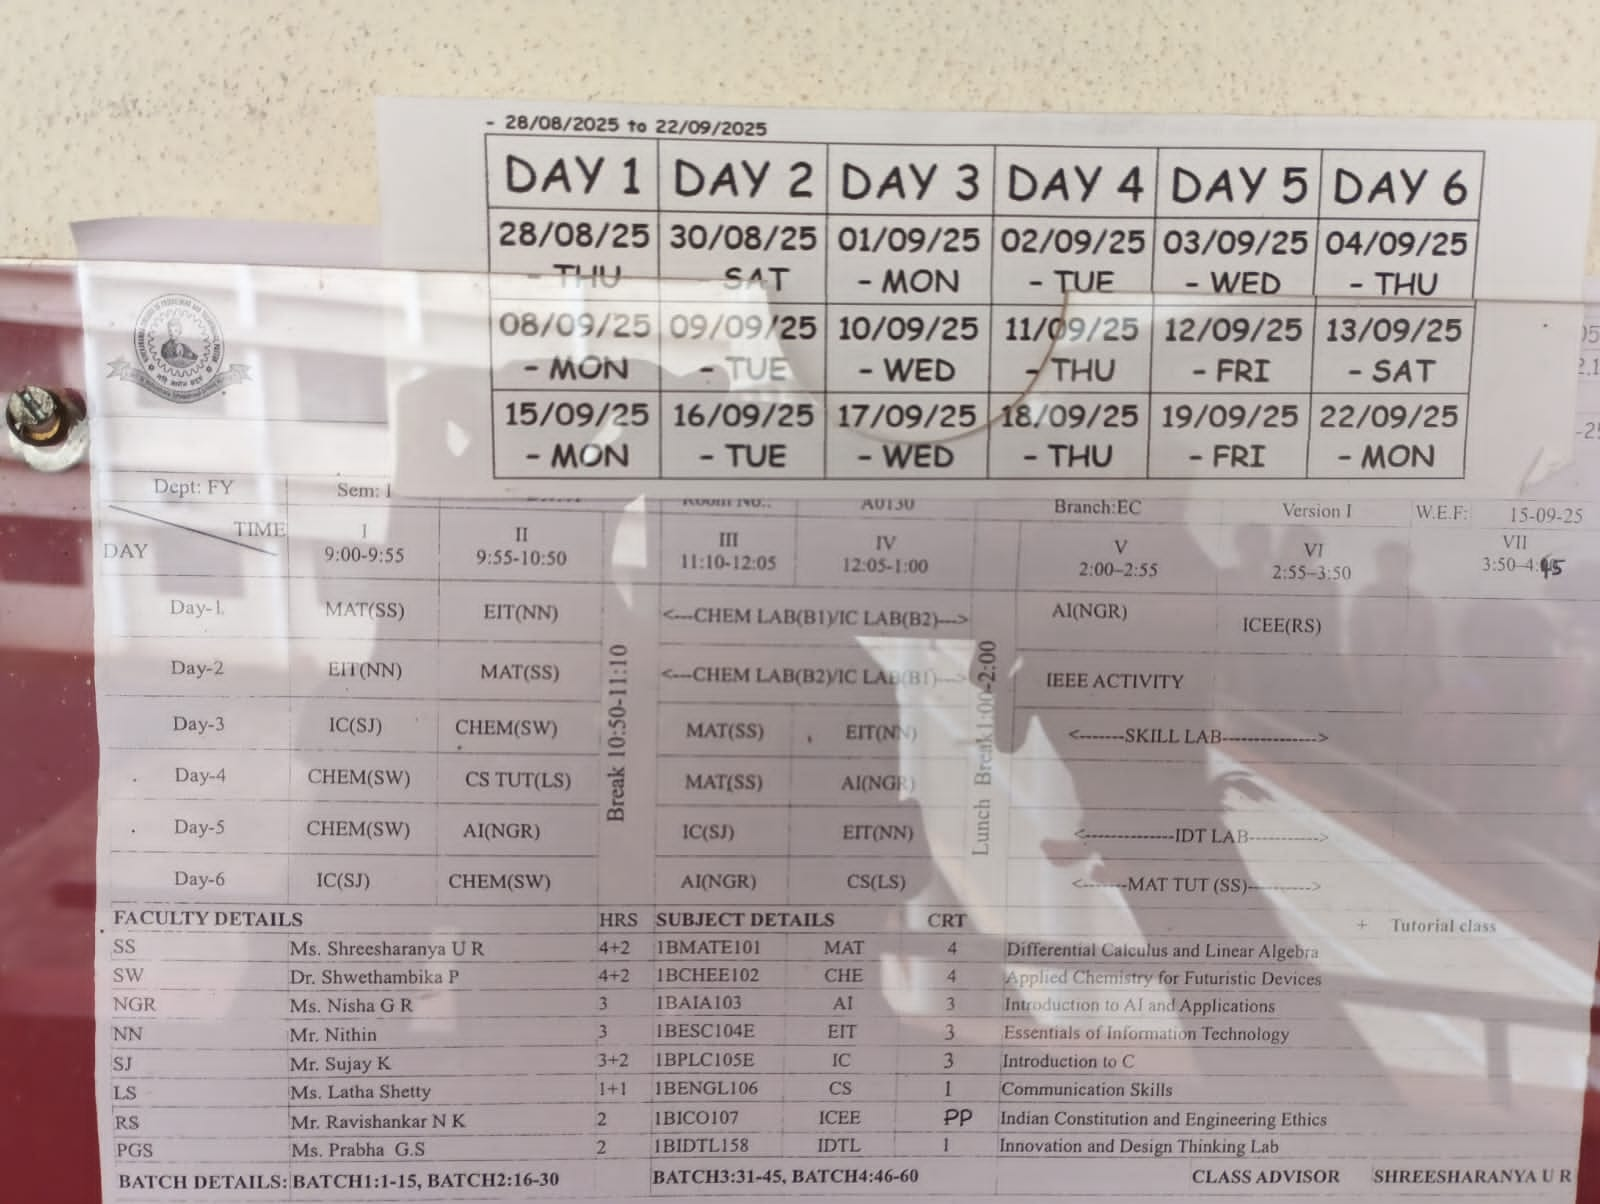 - 28/08/2025 to 22/09/2025
DAY 1 DAY 2 DAY 3 DAY 4 DAY 5 DAY 6
28/08/25 30/08/25 01/09/25 02/09/25 03/09/25 04/09/25
- THU - SAT - MON - TUE - WED - THU
08/09/25 09/09/25 10/09/25 11/09/25 12/09/25 13/09/25
- MON - TUE - WED - THU - FRI - SAT
15/09/25 16/09/25 17/09/25 18/09/25 19/09/25 22/09/25
- MON - TUE - WED - THU - FRI - MON
Dept: FY Sem: I Room No.: A0130 Branch:EC Version I W.E.F: 15-09-25
TIME I II III IV V VI VII
DAY 9:00-9:55 9:55-10:50 11:10-12:05 12:05-1:00 2:00–2:55 2:55–3:50 3:50–4:45
Break 10:50-11:10
Lunch Break1:00-2:00
Day-1 MAT(SS) EIT(NN) <---CHEM LAB(B1)/IC LAB(B2)---> AI(NGR) ICEE(RS)
Day-2 EIT(NN) MAT(SS) <---CHEM LAB(B2)/IC LAB(B1)---> IEEE ACTIVITY
Day-3 IC(SJ) CHEM(SW) MAT(SS) EIT(NN) <-------SKILL LAB-------------->
Day-4 CHEM(SW) CS TUT(LS) MAT(SS) AI(NGR)
Day-5 CHEM(SW) AI(NGR) IC(SJ) EIT(NN) <-------------IDT LAB----------->
Day-6 IC(SJ) CHEM(SW) AI(NGR) CS(LS) <-------MAT TUT (SS)---------->
FACULTY DETAILS HRS SUBJECT DETAILS CRT + Tutorial class
SS Ms. Shreesharanya U R 4+2 1BMATE101 MAT 4 Differential Calculus and Linear Algebra
SW Dr. Shwethambika P 4+2 1BCHEE102 CHE 4 Applied Chemistry for Futuristic Devices
NGR Ms. Nisha G R 3 1BAIA103 AI 3 Introduction to AI and Applications
NN Mr. Nithin 3 1BESC104E EIT 3 Essentials of Information Technology
SJ Mr. Sujay K 3+2 1BPLC105E IC 3 Introduction to C
LS Ms. Latha Shetty 1+1 1BENGL106 CS 1 Communication Skills
RS Mr. Ravishankar N K 2 1BICO107 ICEE PP Indian Constitution and Engineering Ethics
PGS Ms. Prabha G.S 2 1BIDTL158 IDTL 1 Innovation and Design Thinking Lab
BATCH DETAILS: BATCH1:1-15, BATCH2:16-30 BATCH3:31-45, BATCH4:46-60 CLASS ADVISOR SHREESHARANYA U R